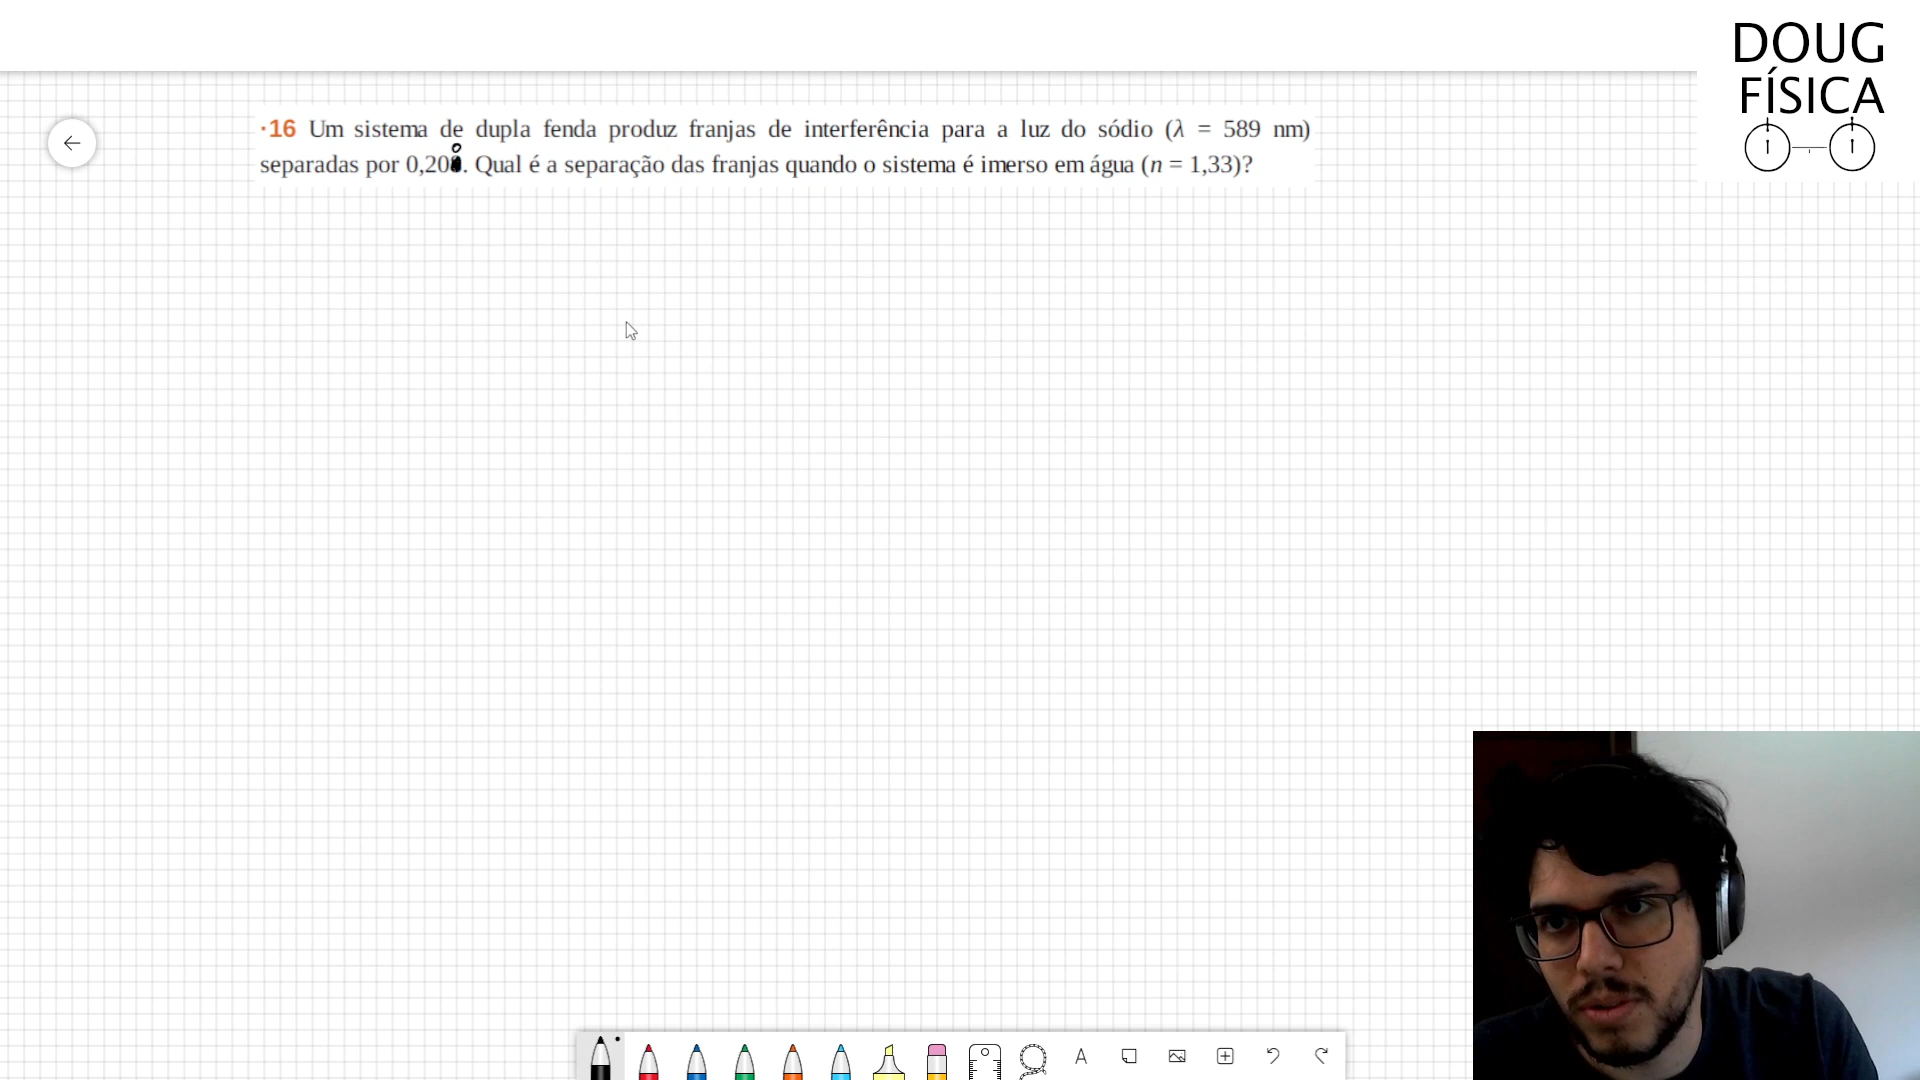 DOUG
FÍSICA
·16 Um sistema de dupla fenda produz franjas de interferência para a luz do sódio (λ = 589 nm)
separadas por 0,20°. Qual é a separação das franjas quando o sistema é imerso em água (n = 1,33)?
A